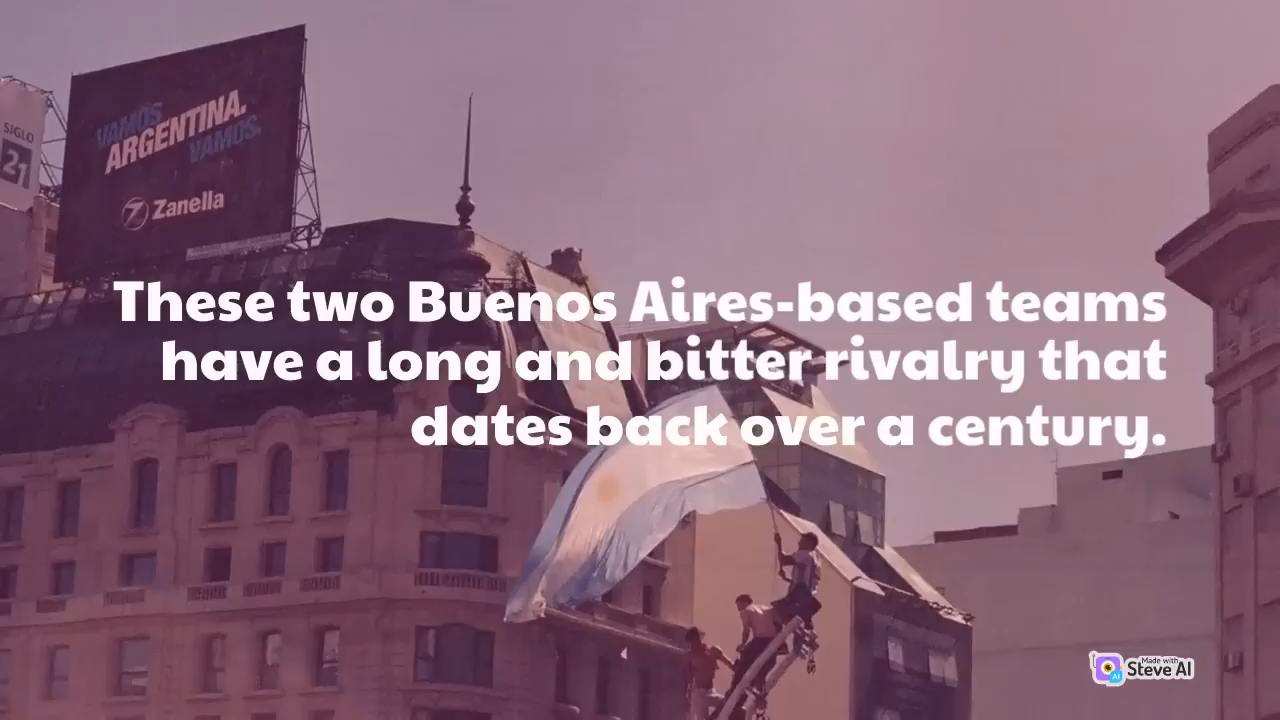 SIGLO
21
VAMOS
ARGENTINA.
VAMOS.
Zanella
These two Buenos Aires-based teams
have a long and bitter rivalry that
dates back over a century.
Made with
Steve AI
AI